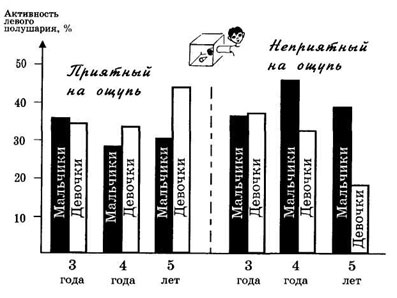 Активность
левого
полушария, %
Приятный
на ощупь
Неприятный
на ощупь
50
40
30
20
10
Мальчики
Девочки
Мальчики
Девочки
Мальчики
Девочки
Мальчики
Девочки
Мальчики
Девочки
Мальчики
Девочки
3 4 5 3 4 5
года года лет года года лет